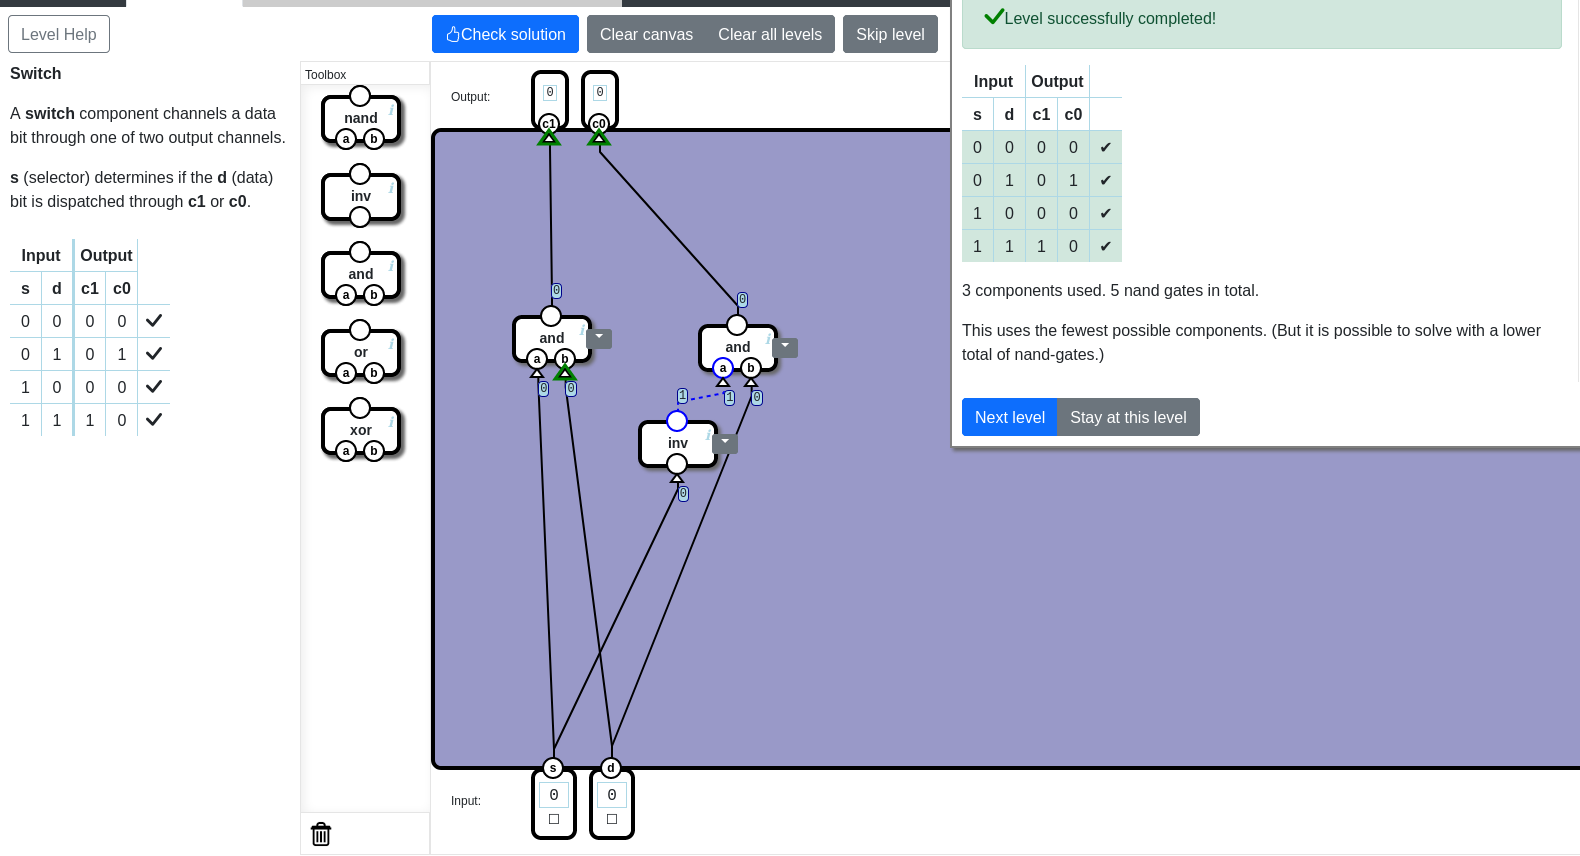 Level Help
Check solution
Clear canvas
Clear all levels
Skip level
Switch
A switch component channels a data
bit through one of two output channels.
s (selector) determines if the d (data)
bit is dispatched through c1 or c0.
Input Output
s d c1 c0
0 0 0 0 ✓
0 1 0 1 ✓
1 0 0 0 ✓
1 1 1 0 ✓
Toolbox
nand
i
a b
inv
i
and
i
a b
or
i
a b
xor
i
a b
Output:
0 0
c1 c0
0
0
and
i
a b
0 0
and
i
a b
1 1 0
inv
i
0
s d
Input:
0 0
Level successfully completed!
Input Output
s d c1 c0
0 0 0 0 ✔
0 1 0 1 ✔
1 0 0 0 ✔
1 1 1 0 ✔
3 components used. 5 nand gates in total.
This uses the fewest possible components. (But it is possible to solve with a lower
total of nand-gates.)
Next level
Stay at this level